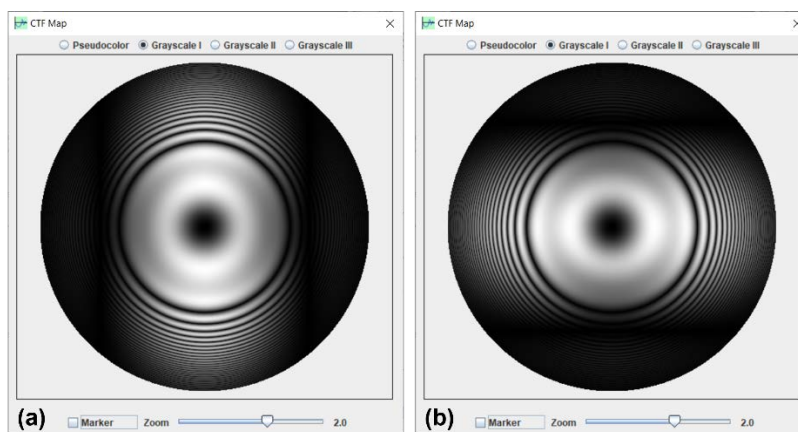 CTF Map
Pseudocolor Grayscale I Grayscale II Grayscale III
(a) Marker Zoom 2.0
CTF Map
Pseudocolor Grayscale I Grayscale II Grayscale III
(b) Marker Zoom 2.0